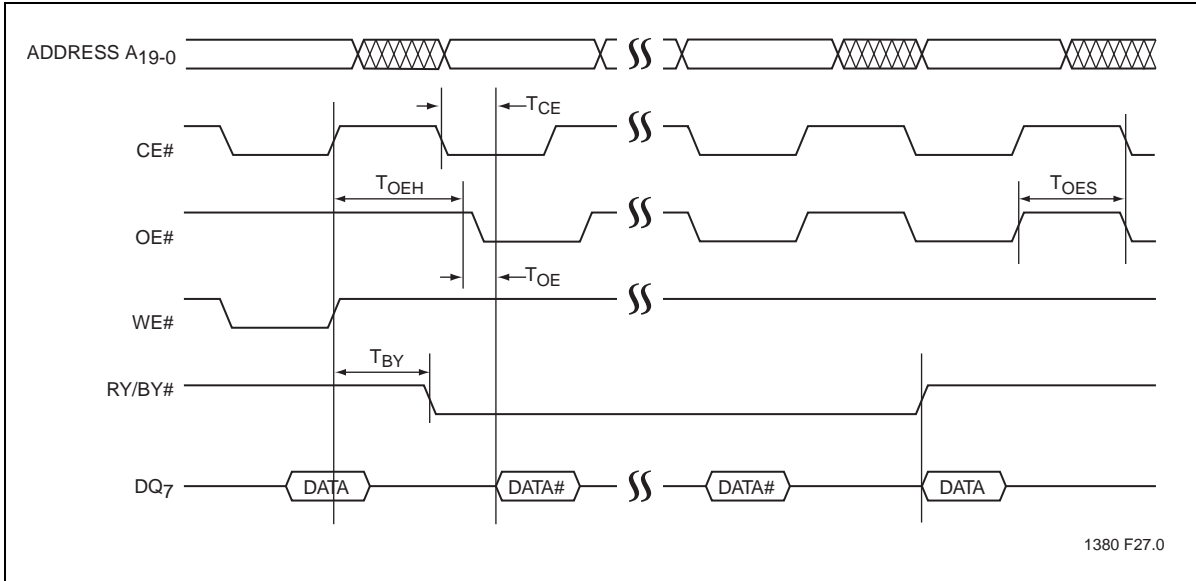 ADDRESS A19-0
TCE
CE#
TOEH
TOES
OE#
TOE
WE#
TBY
RY/BY#
DQ7 DATA DATA# DATA# DATA
1380 F27.0